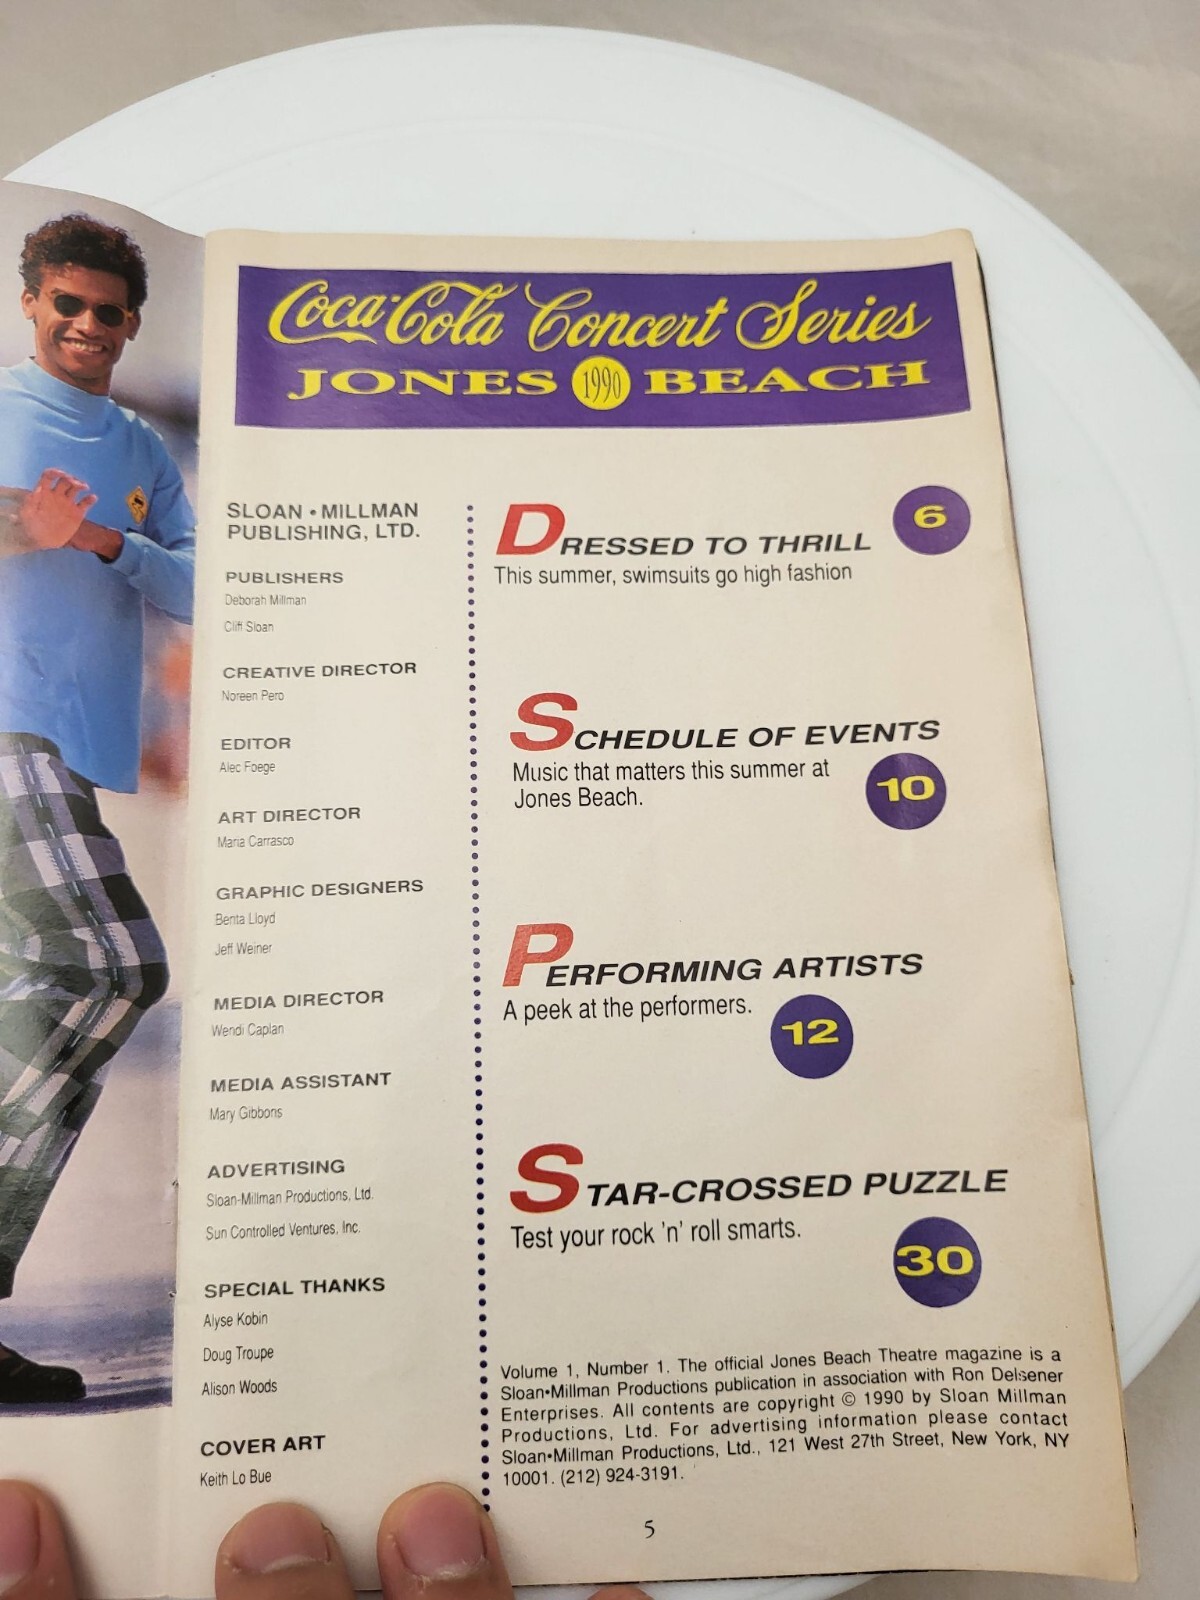 Coca-Cola Concert Series
JONES 1990 BEACH
SLOAN • MILLMAN
PUBLISHING, LTD.
PUBLISHERS
Deborah Millman
Cliff Sloan
CREATIVE DIRECTOR
Noreen Pero
EDITOR
Alec Foege
ART DIRECTOR
Maria Carrasco
GRAPHIC DESIGNERS
Benta Lloyd
Jeff Weiner
MEDIA DIRECTOR
Wendi Caplan
MEDIA ASSISTANT
Mary Gibbons
ADVERTISING
Sloan-Millman Productions, Ltd.
Sun Controlled Ventures, Inc.
SPECIAL THANKS
Alyse Kobin
Doug Troupe
Alison Woods
COVER ART
Keith Lo Bue
DRESSED TO THRILL 6
This summer, swimsuits go high fashion
SCHEDULE OF EVENTS
Music that matters this summer at
Jones Beach.
10
PERFORMING ARTISTS
A peek at the performers.
12
STAR-CROSSED PUZZLE
Test your rock 'n' roll smarts.
30
Volume 1, Number 1. The official Jones Beach Theatre magazine is a
Sloan•Millman Productions publication in association with Ron Delsener
Enterprises. All contents are copyright © 1990 by Sloan Millman
Productions, Ltd. For advertising information please contact
Sloan•Millman Productions, Ltd., 121 West 27th Street, New York, NY
10001. (212) 924-3191.
5